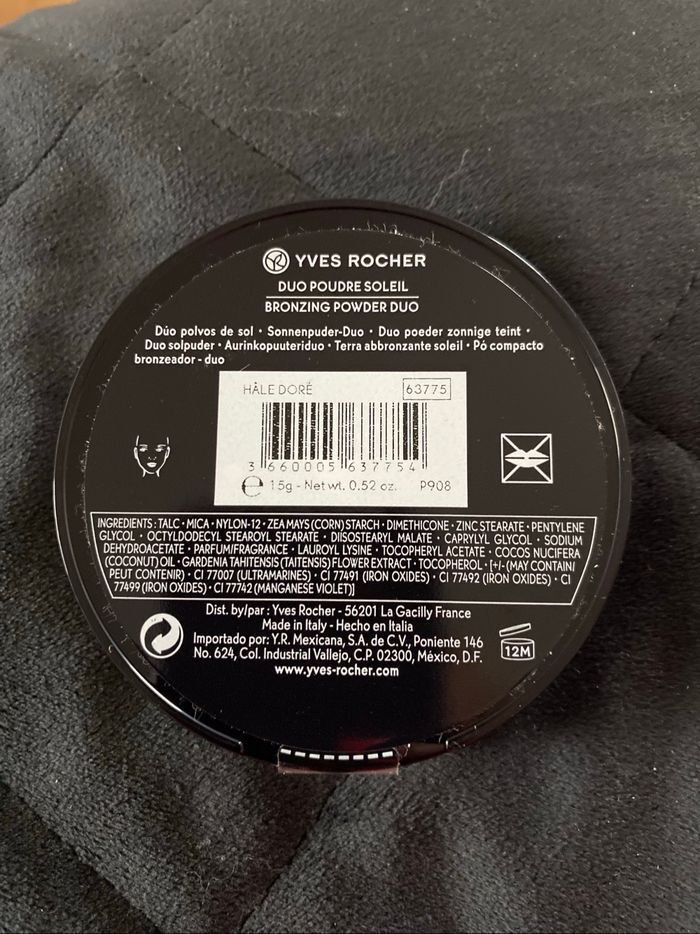 YVES ROCHER
DUO POUDRE SOLEIL
BRONZING POWDER DUO
Dúo polvos de sol • Sonnenpuder-Duo • Duo poeder zonnige teint •
Duo solpuder • Aurinkopuuteriduo • Terra abbronzante soleil • Pó compacto
bronzeador - duo
HÂLE DORÉ 63775
3 660005 637754
e 15g - Net wt. 0.52 oz. P908
INGREDIENTS : TALC • MICA • NYLON-12 • ZEA MAYS (CORN) STARCH • DIMETHICONE • ZINC STEARATE • PENTYLENE
GLYCOL • OCTYLDODECYL STEAROYL STEARATE • DIISOSTEARYL MALATE • CAPRYLYL GLYCOL • SODIUM
DEHYDROACETATE • PARFUM/FRAGRANCE • LAUROYL LYSINE • TOCOPHERYL ACETATE • COCOS NUCIFERA
(COCONUT) OIL • GARDENIA TAHITENSIS (TAITENSIS) FLOWER EXTRACT • TOCOPHEROL • [+/- (MAY CONTAIN/
PEUT CONTENIR) • CI 77007 (ULTRAMARINES) • CI 77491 (IRON OXIDES) • CI 77492 (IRON OXIDES) • CI
77499 (IRON OXIDES) • CI 77742 (MANGANESE VIOLET)]
Dist. by/par : Yves Rocher - 56201 La Gacilly France
Made in Italy - Hecho en Italia
Importado por: Y.R. Mexicana, S.A. de C.V., Poniente 146
No. 624, Col. Industrial Vallejo, C.P. 02300, México, D.F.
www.yves-rocher.com
12M